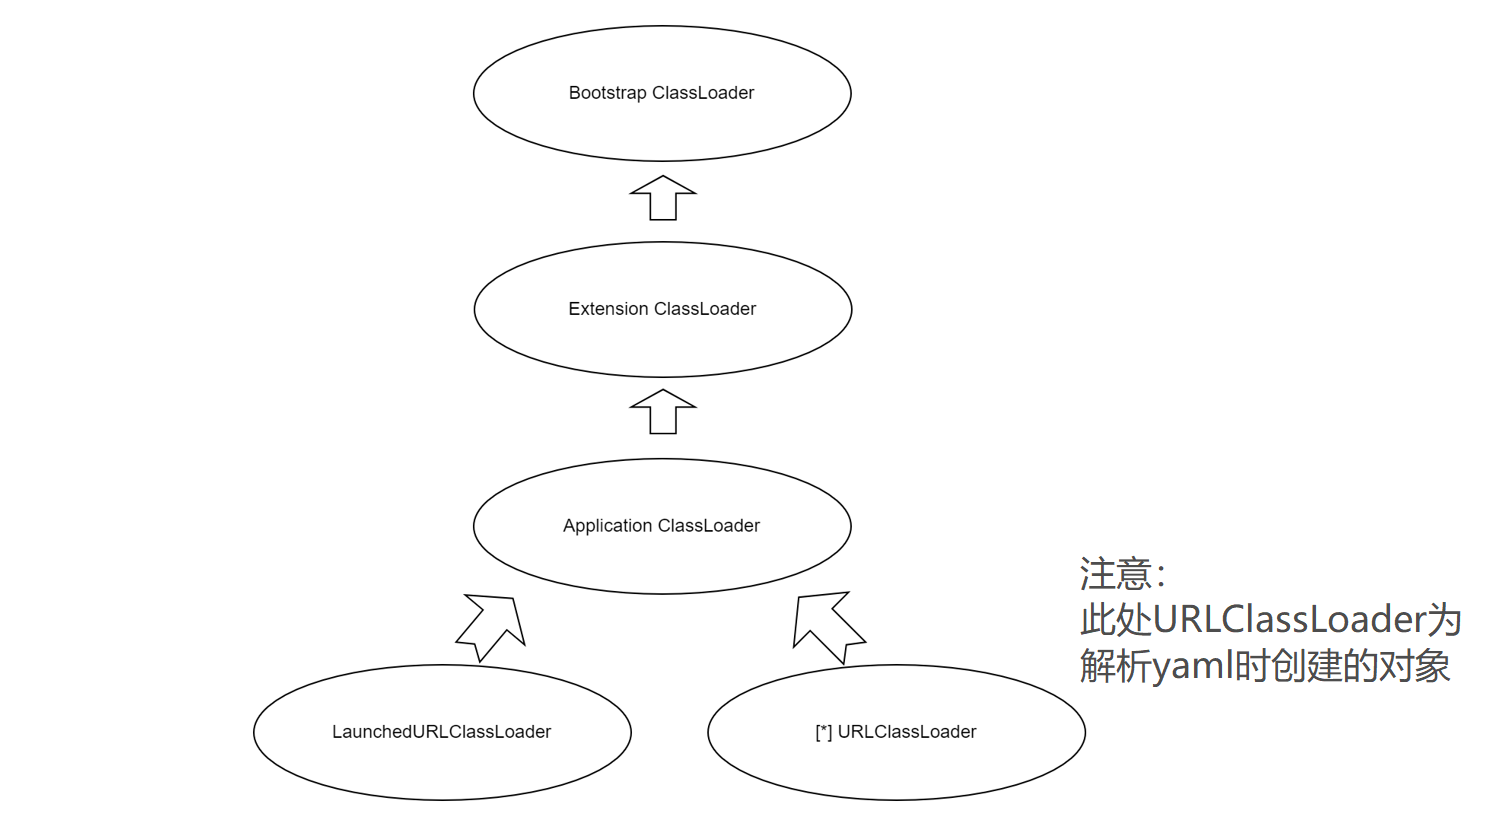 Bootstrap ClassLoader
Extension ClassLoader
Application ClassLoader
注意：
此处URLClassLoader为
解析yaml时创建的对象
LaunchedURLClassLoader
[*] URLClassLoader